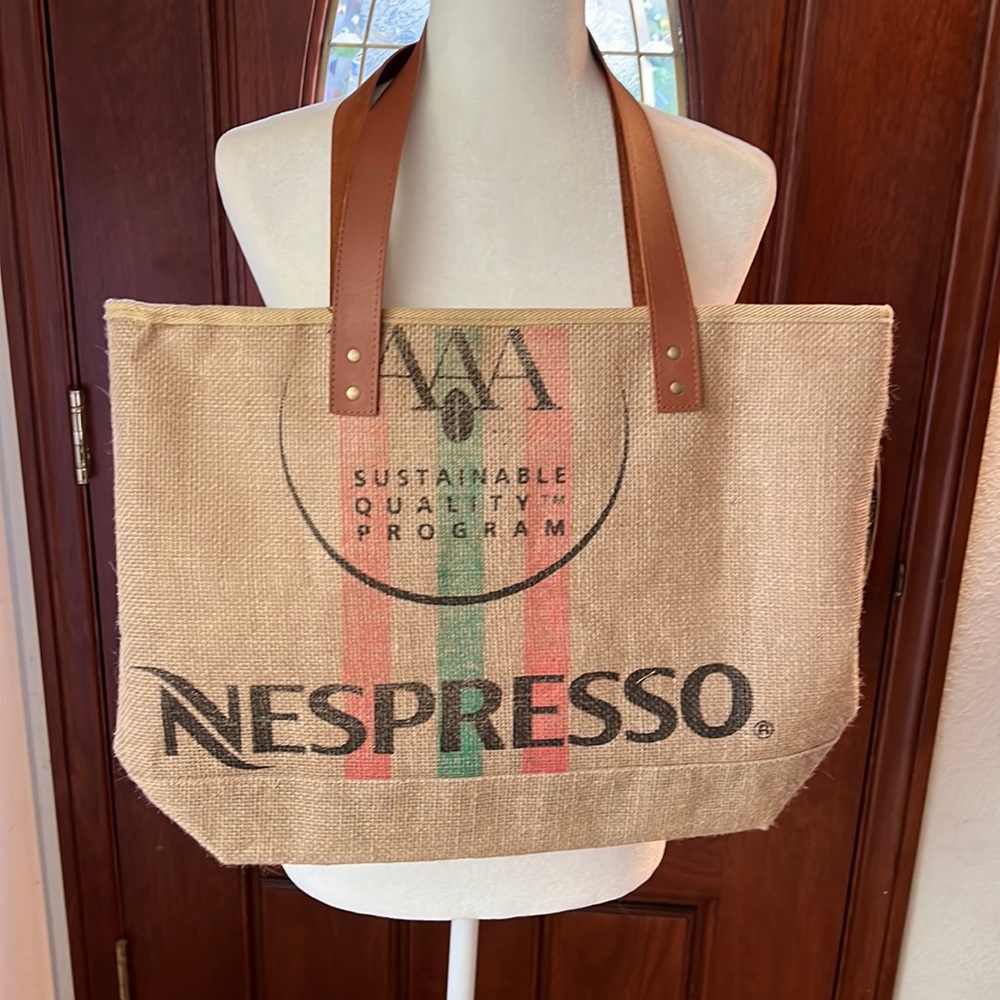 AAA
SUSTAINABLE
QUALITY™
PROGRAM
NESPRESSO®